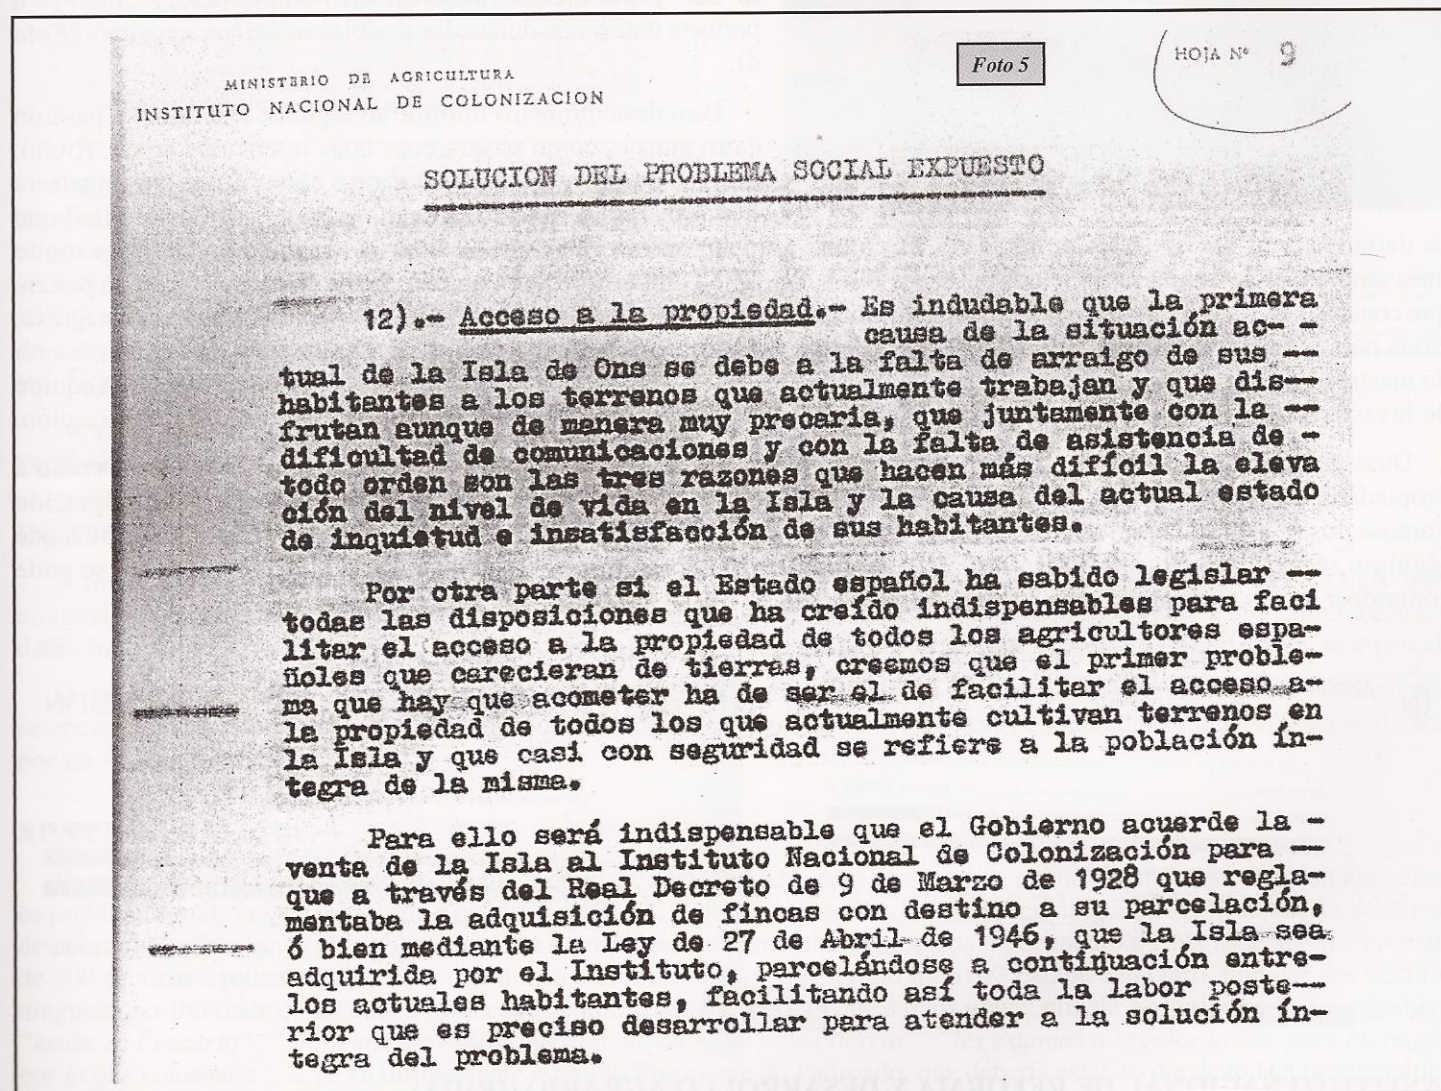 MINISTERIO DE AGRICULTURA
INSTITUTO NACIONAL DE COLONIZACION
Foto 5
HOJA Nº 9
SOLUCION DEL PROBLEMA SOCIAL EXPUESTO
12).- Acceso a la propiedad.- Es indudable que la primera
causa de la situación ac- -
tual de la Isla de Ons se debe a la falta de arraigo de sus --
habitantes a los terrenos que actualmente trabajan y que dis--
frutan aunque de manera muy precaria, que juntamente con la --
dificultad de comunicaciones y con la falta de asistencia de -
todo orden son las tres razones que hacen más difícil la eleva
ción del nivel de vida en la Isla y la causa del actual estado
de inquietud e insatisfacción de sus habitantes.
Por otra parte si el Estado español ha sabido legislar --
todas las disposiciones que ha creído indispensables para faci
litar el acceso a la propiedad de todos los agricultores espa-
ñoles que carecieran de tierras, creemos que el primer proble-
ma que hay que acometer ha de ser el de facilitar el acceso a-
la propiedad de todos los que actualmente cultivan terrenos en
la Isla y que casi con seguridad se refiere a la población ín-
tegra de la misma.
Para ello será indispensable que el Gobierno acuerde la -
venta de la Isla al Instituto Nacional de Colonización para --
que a través del Real Decreto de 9 de Marzo de 1928 que regla-
mentaba la adquisición de fincas con destino a su parcelación,
ó bien mediante la Ley de 27 de Abril de 1946, que la Isla sea
adquirida por el Instituto, parcelándose a continuación entre-
los actuales habitantes, facilitando así toda la labor poste--
rior que es preciso desarrollar para atender a la solución ín-
tegra del problema.